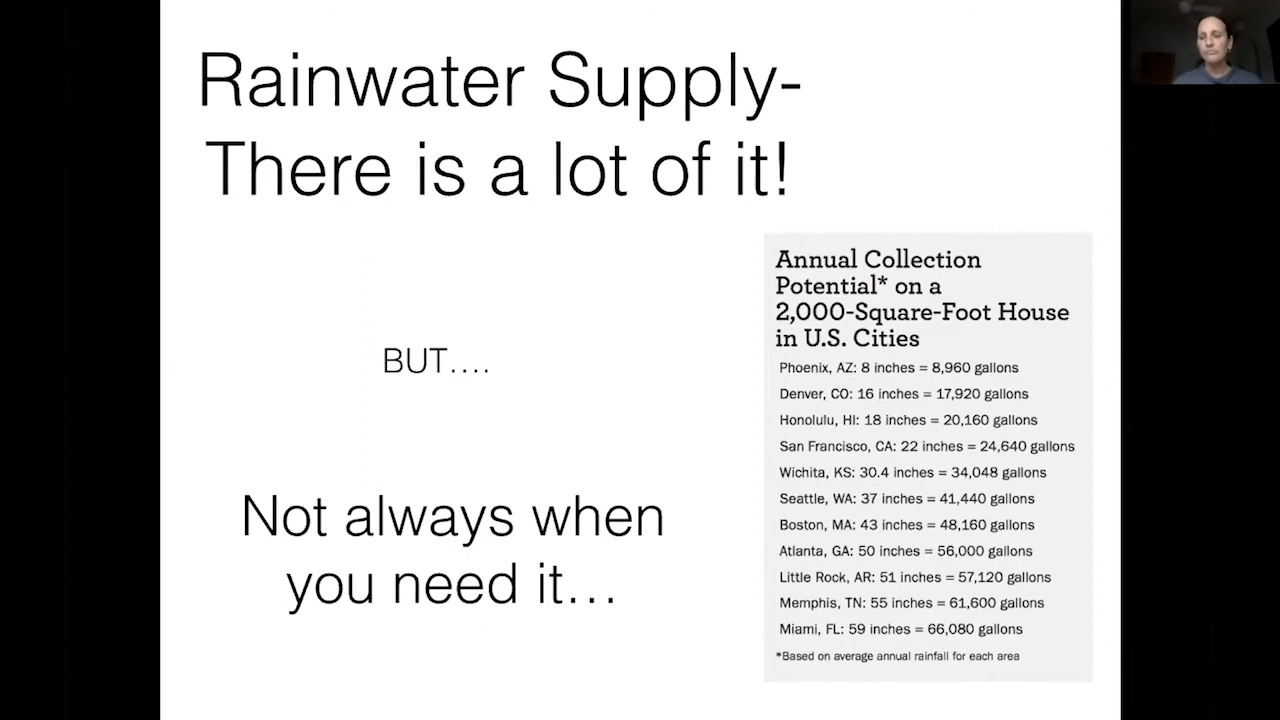 Rainwater Supply-
There is a lot of it!
BUT....
Not always when
you need it...
Annual Collection
Potential* on a
2,000-Square-Foot House
in U.S. Cities
Phoenix, AZ: 8 inches = 8,960 gallons
Denver, CO: 16 inches = 17,920 gallons
Honolulu, HI: 18 inches = 20,160 gallons
San Francisco, CA: 22 inches = 24,640 gallons
Wichita, KS: 30.4 inches = 34,048 gallons
Seattle, WA: 37 inches = 41,440 gallons
Boston, MA: 43 inches = 48,160 gallons
Atlanta, GA: 50 inches = 56,000 gallons
Little Rock, AR: 51 inches = 57,120 gallons
Memphis, TN: 55 inches = 61,600 gallons
Miami, FL: 59 inches = 66,080 gallons
*Based on average annual rainfall for each area